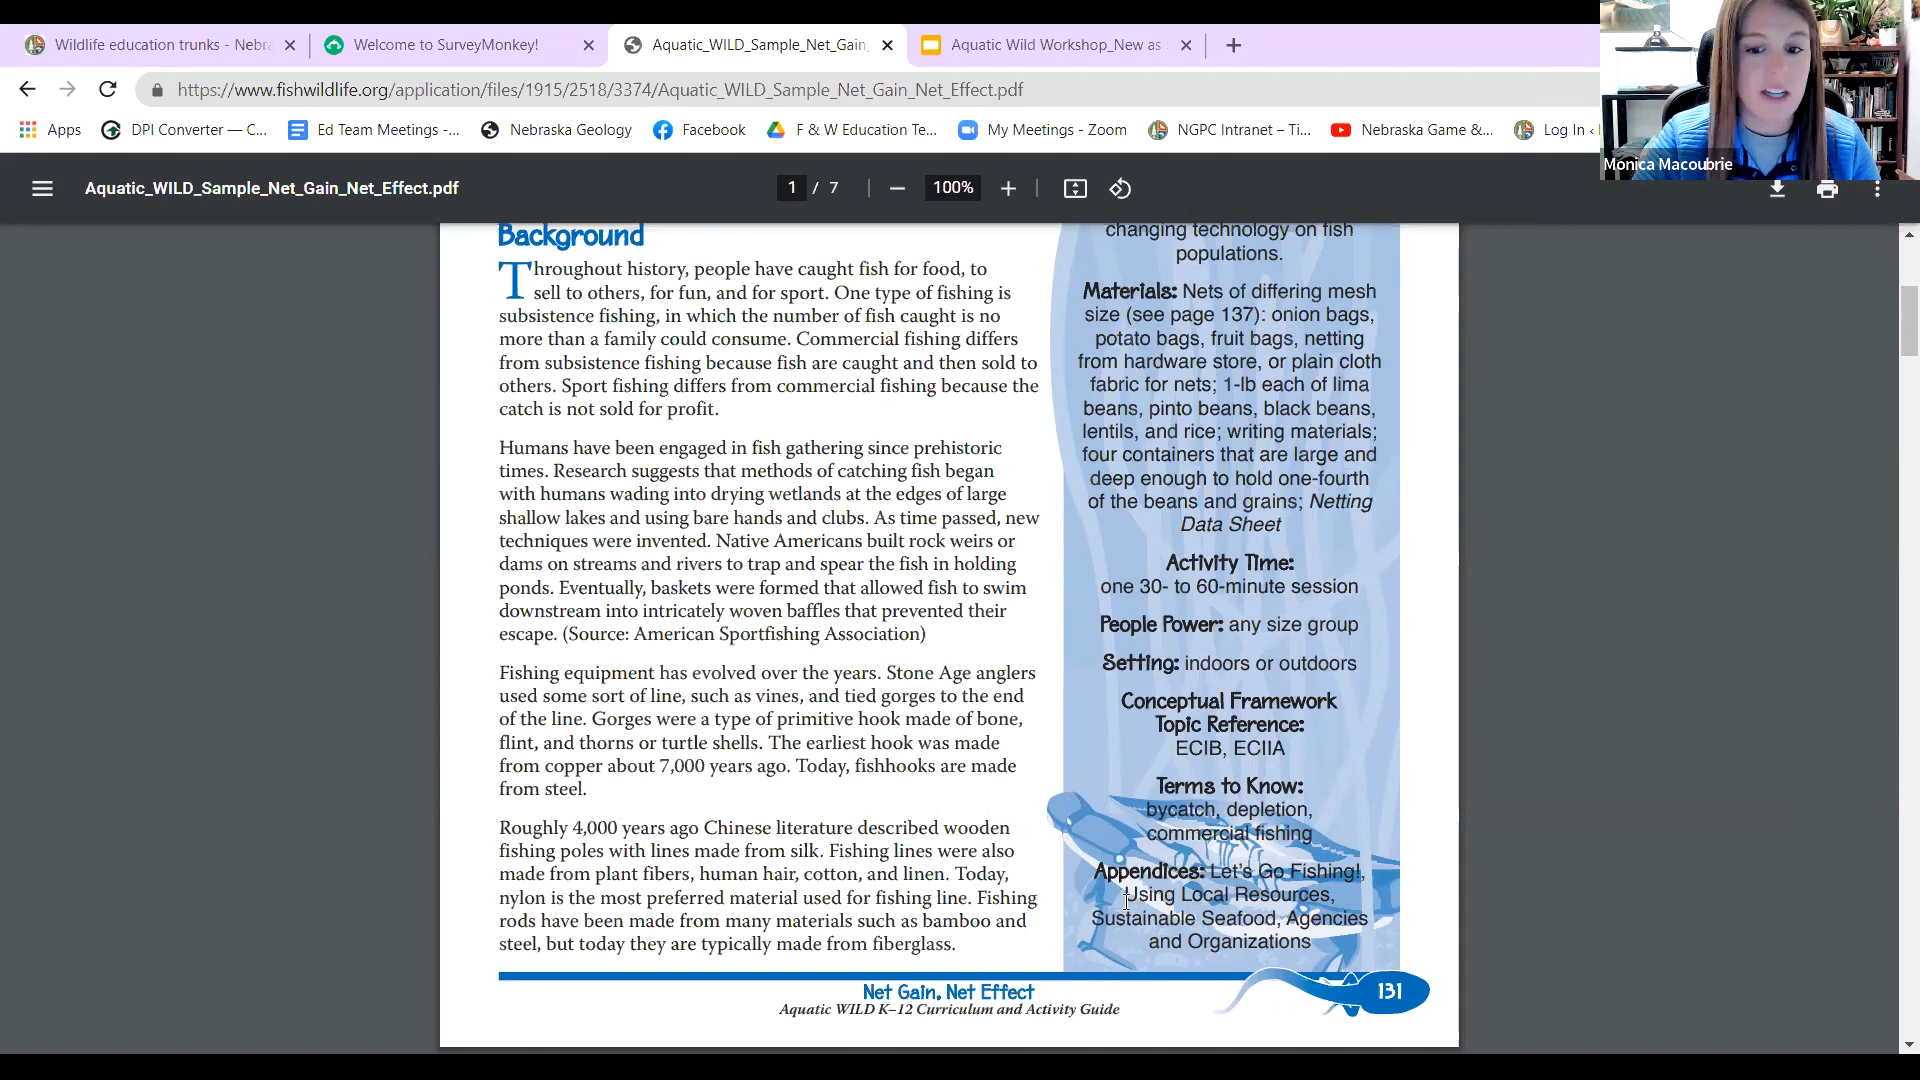 Wildlife education trunks - Nebra
Welcome to SurveyMonkey!
Aquatic_WILD_Sample_Net_Gain_
Aquatic Wild Workshop_New as
https://www.fishwildlife.org/application/files/1915/2518/3374/Aquatic_WILD_Sample_Net_Gain_Net_Effect.pdf
Apps
DPI Converter — C...
Ed Team Meetings -...
Nebraska Geology
Facebook
F & W Education Te...
My Meetings - Zoom
NGPC Intranet – Ti...
Nebraska Game &...
Log In ‹
Monica Macoubrie
Aquatic_WILD_Sample_Net_Gain_Net_Effect.pdf
1 / 7
100%
Background
Throughout history, people have caught fish for food, to
sell to others, for fun, and for sport. One type of fishing is
subsistence fishing, in which the number of fish caught is no
more than a family could consume. Commercial fishing differs
from subsistence fishing because fish are caught and then sold to
others. Sport fishing differs from commercial fishing because the
catch is not sold for profit.
Humans have been engaged in fish gathering since prehistoric
times. Research suggests that methods of catching fish began
with humans wading into drying wetlands at the edges of large
shallow lakes and using bare hands and clubs. As time passed, new
techniques were invented. Native Americans built rock weirs or
dams on streams and rivers to trap and spear the fish in holding
ponds. Eventually, baskets were formed that allowed fish to swim
downstream into intricately woven baffles that prevented their
escape. (Source: American Sportfishing Association)
Fishing equipment has evolved over the years. Stone Age anglers
used some sort of line, such as vines, and tied gorges to the end
of the line. Gorges were a type of primitive hook made of bone,
flint, and thorns or turtle shells. The earliest hook was made
from copper about 7,000 years ago. Today, fishhooks are made
from steel.
Roughly 4,000 years ago Chinese literature described wooden
fishing poles with lines made from silk. Fishing lines were also
made from plant fibers, human hair, cotton, and linen. Today,
nylon is the most preferred material used for fishing line. Fishing
rods have been made from many materials such as bamboo and
steel, but today they are typically made from fiberglass.
changing technology on fish
populations.
Materials: Nets of differing mesh
size (see page 137): onion bags,
potato bags, fruit bags, netting
from hardware store, or plain cloth
fabric for nets; 1-lb each of lima
beans, pinto beans, black beans,
lentils, and rice; writing materials;
four containers that are large and
deep enough to hold one-fourth
of the beans and grains; Netting
Data Sheet
Activity Time:
one 30- to 60-minute session
People Power: any size group
Setting: indoors or outdoors
Conceptual Framework
Topic Reference:
ECIB, ECIIA
Terms to Know:
bycatch, depletion,
commercial fishing
Appendices: Let's Go Fishing!,
Using Local Resources,
Sustainable Seafood, Agencies
and Organizations
Net Gain, Net Effect
Aquatic WILD K–12 Curriculum and Activity Guide
131